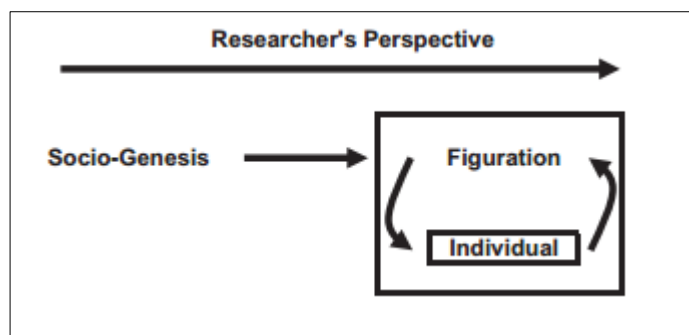 Researcher's Perspective
Socio-Genesis
Figuration
Individual